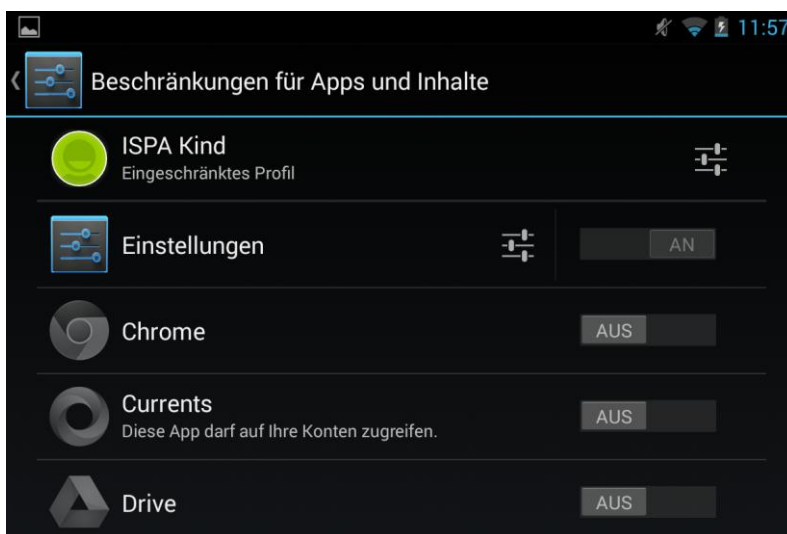 11:57
Beschränkungen für Apps und Inhalte
ISPA Kind
Eingeschränktes Profil
Einstellungen
AN
Chrome
AUS
Currents
Diese App darf auf Ihre Konten zugreifen.
AUS
Drive
AUS